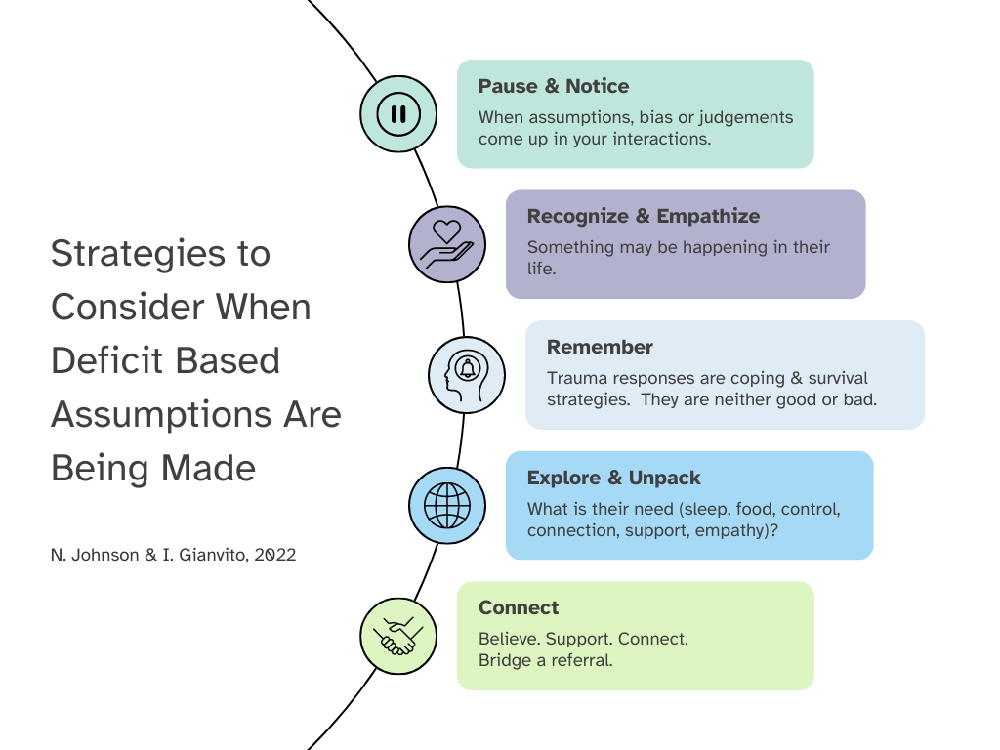 Strategies to
Consider When
Deficit Based
Assumptions Are
Being Made
N. Johnson & I. Gianvito, 2022
Pause & Notice
When assumptions, bias or judgements
come up in your interactions.
Recognize & Empathize
Something may be happening in their
life.
Remember
Trauma responses are coping & survival
strategies.  They are neither good or bad.
Explore & Unpack
What is their need (sleep, food, control,
connection, support, empathy)?
Connect
Believe. Support. Connect.
Bridge a referral.